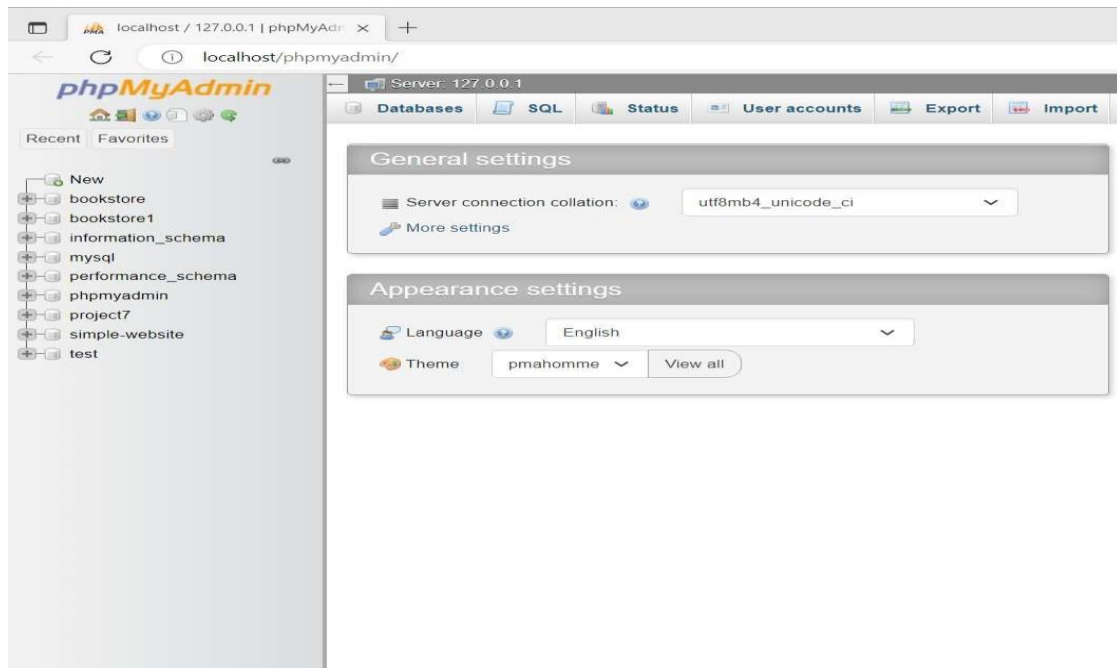 localhost / 127.0.0.1 | phpMyAdn
localhost/phpmyadmin/
phpMyAdmin
Recent Favorites
New
bookstore
bookstore1
information_schema
mysql
performance_schema
phpmyadmin
project7
simple-website
test
Server: 127.0.0.1
Databases SQL Status User accounts Export Import
General settings
Server connection collation: utf8mb4_unicode_ci
More settings
Appearance settings
Language English
Theme pmahomme View all